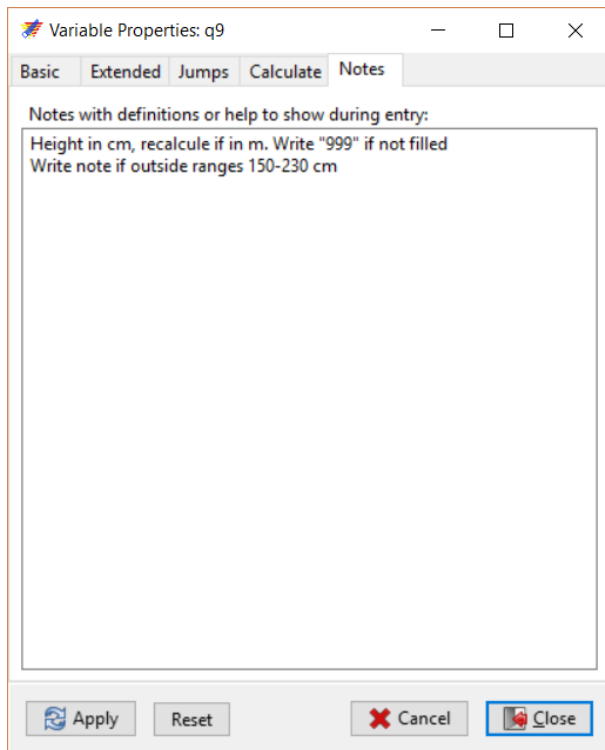 Variable Properties: q9
Basic Extended Jumps Calculate Notes
Notes with definitions or help to show during entry:
Height in cm, recalcule if in m. Write "999" if not filled
Write note if outside ranges 150-230 cm
Apply Reset Cancel Close